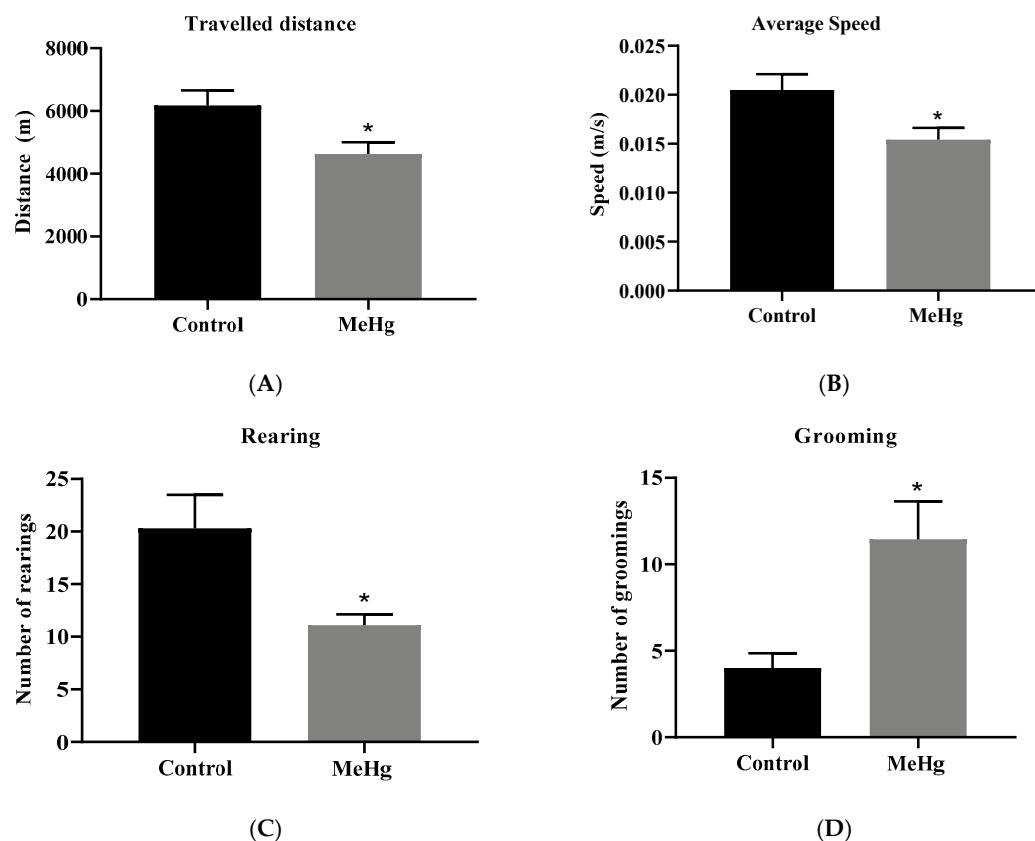 Travelled distance
Distance (m)
8000
6000
4000
2000
0
*
Control
MeHg
(A)
Average Speed
Speed (m/s)
0.025
0.020
0.015
0.010
0.005
0.000
*
Control
MeHg
(B)
Rearing
Number of rearings
25
20
15
10
5
0
*
Control
MeHg
(C)
Grooming
Number of groomings
15
10
5
0
*
Control
MeHg
(D)